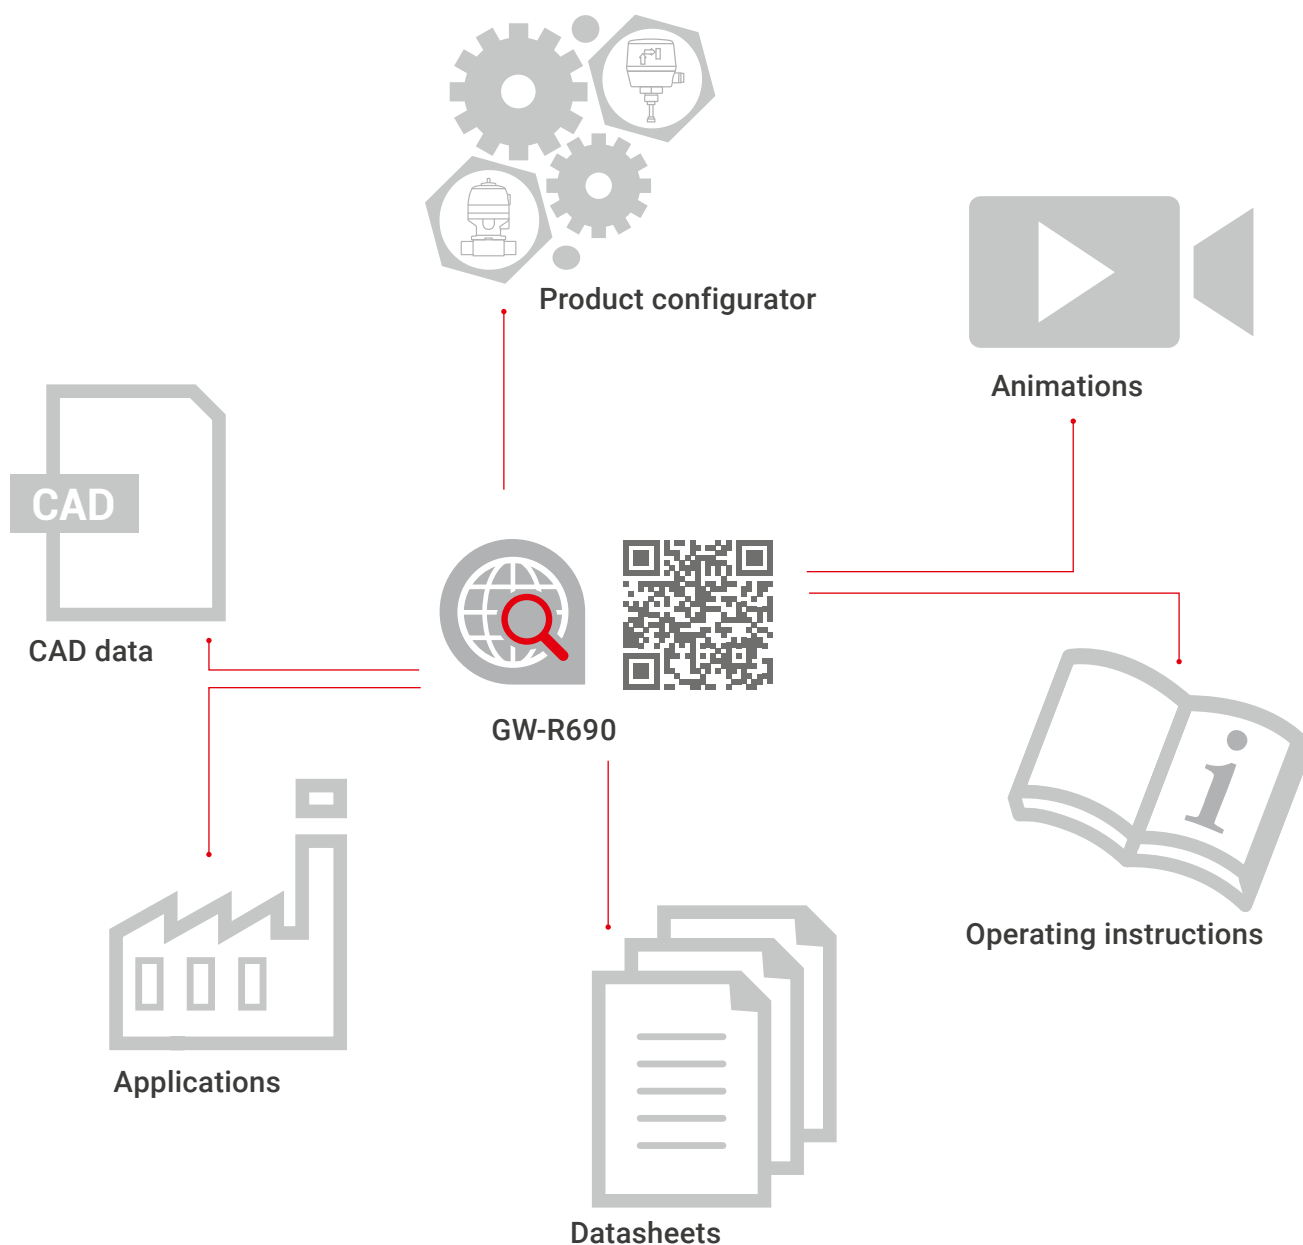 Product configurator
Animations
CAD
CAD data
GW-R690
Operating instructions
Applications
Datasheets